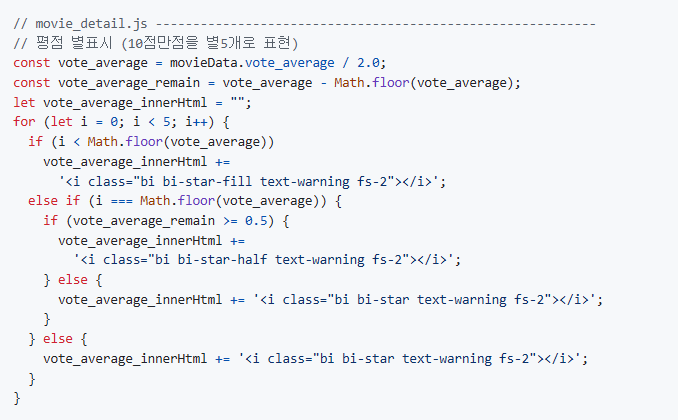 // movie_detail.js -----------------------------------------------------------
// 평점 별표시 (10점만점을 별5개로 표현)
const vote_average = movieData.vote_average / 2.0;
const vote_average_remain = vote_average - Math.floor(vote_average);
let vote_average_innerHtml = "";
for (let i = 0; i < 5; i++) {
  if (i < Math.floor(vote_average))
    vote_average_innerHtml +=
      '<i class="bi bi-star-fill text-warning fs-2"></i>';
  else if (i === Math.floor(vote_average)) {
    if (vote_average_remain >= 0.5) {
      vote_average_innerHtml +=
        '<i class="bi bi-star-half text-warning fs-2"></i>';
    } else {
      vote_average_innerHtml += '<i class="bi bi-star text-warning fs-2"></i>';
    }
  } else {
    vote_average_innerHtml += '<i class="bi bi-star text-warning fs-2"></i>';
  }
}